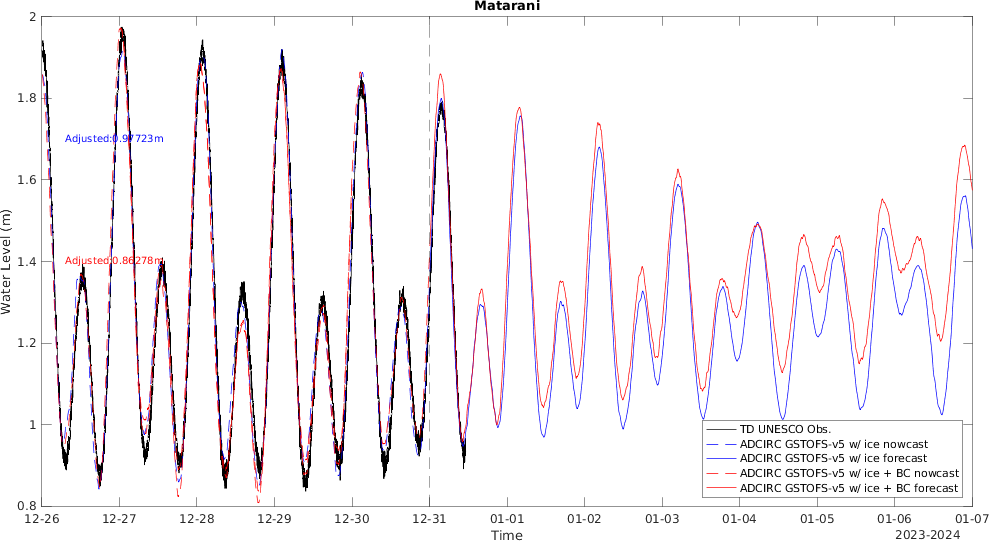 Matarani
2
1.8
1.6
1.4
1.2
1
0.8
Water Level (m)
Adjusted:0.97723m
Adjusted:0.86278m
TD UNESCO Obs.
ADCIRC GSTOFS-v5 w/ ice nowcast
ADCIRC GSTOFS-v5 w/ ice forecast
ADCIRC GSTOFS-v5 w/ ice + BC nowcast
ADCIRC GSTOFS-v5 w/ ice + BC forecast
12-26 12-27 12-28 12-29 12-30 12-31 01-01 01-02 01-03 01-04 01-05 01-06 01-07
Time
2023-2024